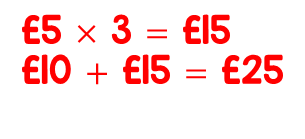 £5 × 3 = £15
£10 + £15 = £25